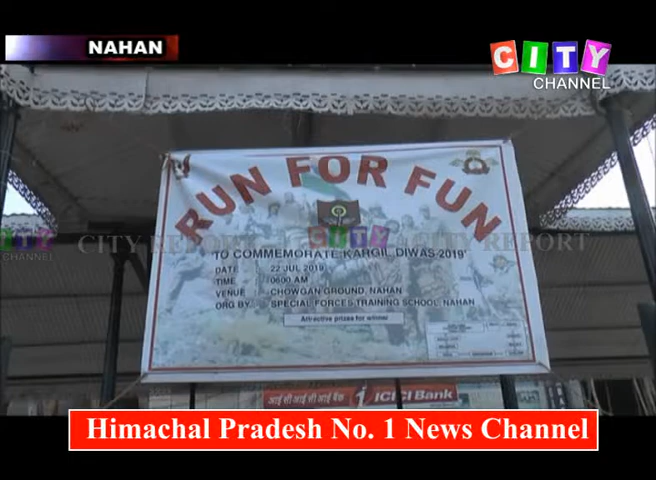 NAHAN
CITY
CHANNEL
RUN FOR FUN
'TO COMMEMORATE KARGIL DIWAS-2019'
DATE : 22 JUL 2019
TIME : 0600 AM
VENUE : CHOWGAN GROUND, NAHAN
ORG BY : SPECIAL FORCES TRAINING SCHOOL, NAHAN
Attractive prizes for winner
CITY REPORT CITY CITY REPORT
CHANNEL
आई सी आई सी आई बैंक ICICI Bank
Himachal Pradesh No. 1 News Channel